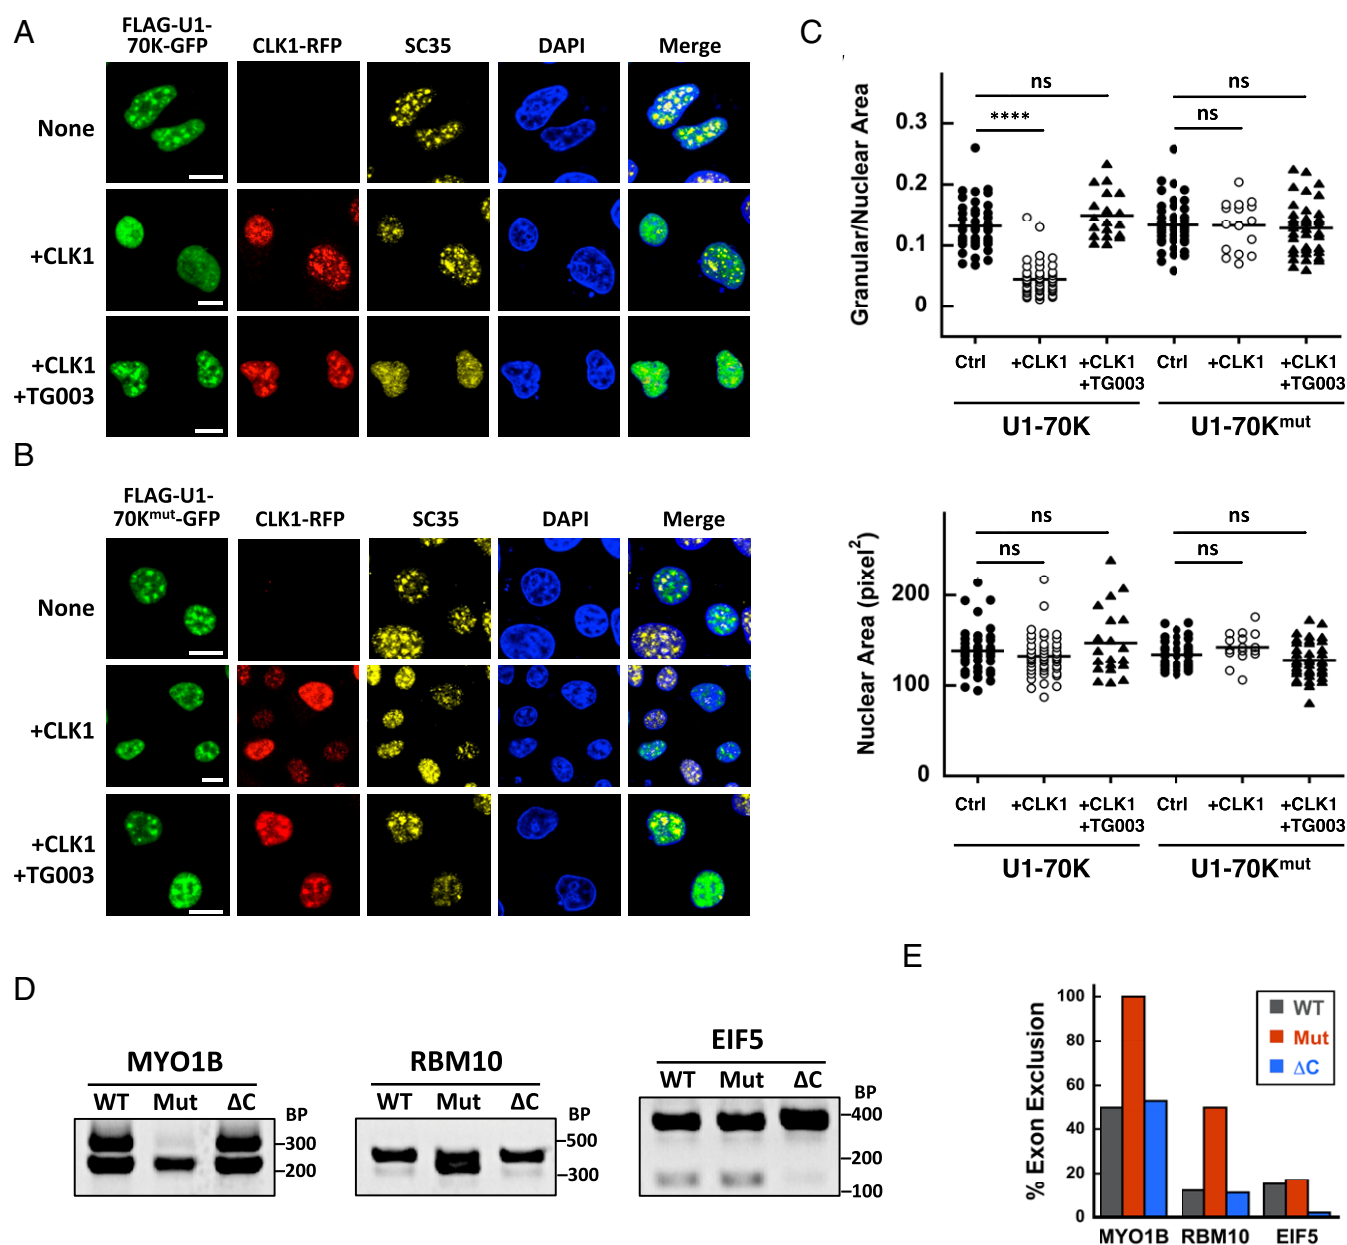 A
FLAG-U1-
70K-GFP
CLK1-RFP
SC35
DAPI
Merge
None
+CLK1
+CLK1
+TG003
B
FLAG-U1-
70Kmut-GFP
CLK1-RFP
SC35
DAPI
Merge
None
+CLK1
+CLK1
+TG003
C
Granular/Nuclear Area
0.3
0.2
0.1
0
ns
****
ns
ns
Ctrl
+CLK1
+CLK1
+TG003
Ctrl
+CLK1
+CLK1
+TG003
U1-70K
U1-70Kmut
Nuclear Area (pixel2)
200
100
0
ns
ns
ns
ns
Ctrl
+CLK1
+CLK1
+TG003
Ctrl
+CLK1
+CLK1
+TG003
U1-70K
U1-70Kmut
D
MYO1B
WT Mut ΔC
BP
300
200
RBM10
WT Mut ΔC
BP
500
300
EIF5
WT Mut ΔC
BP
400
200
100
E
% Exon Exclusion
100
80
60
40
20
0
WT
Mut
ΔC
MYO1B RBM10 EIF5